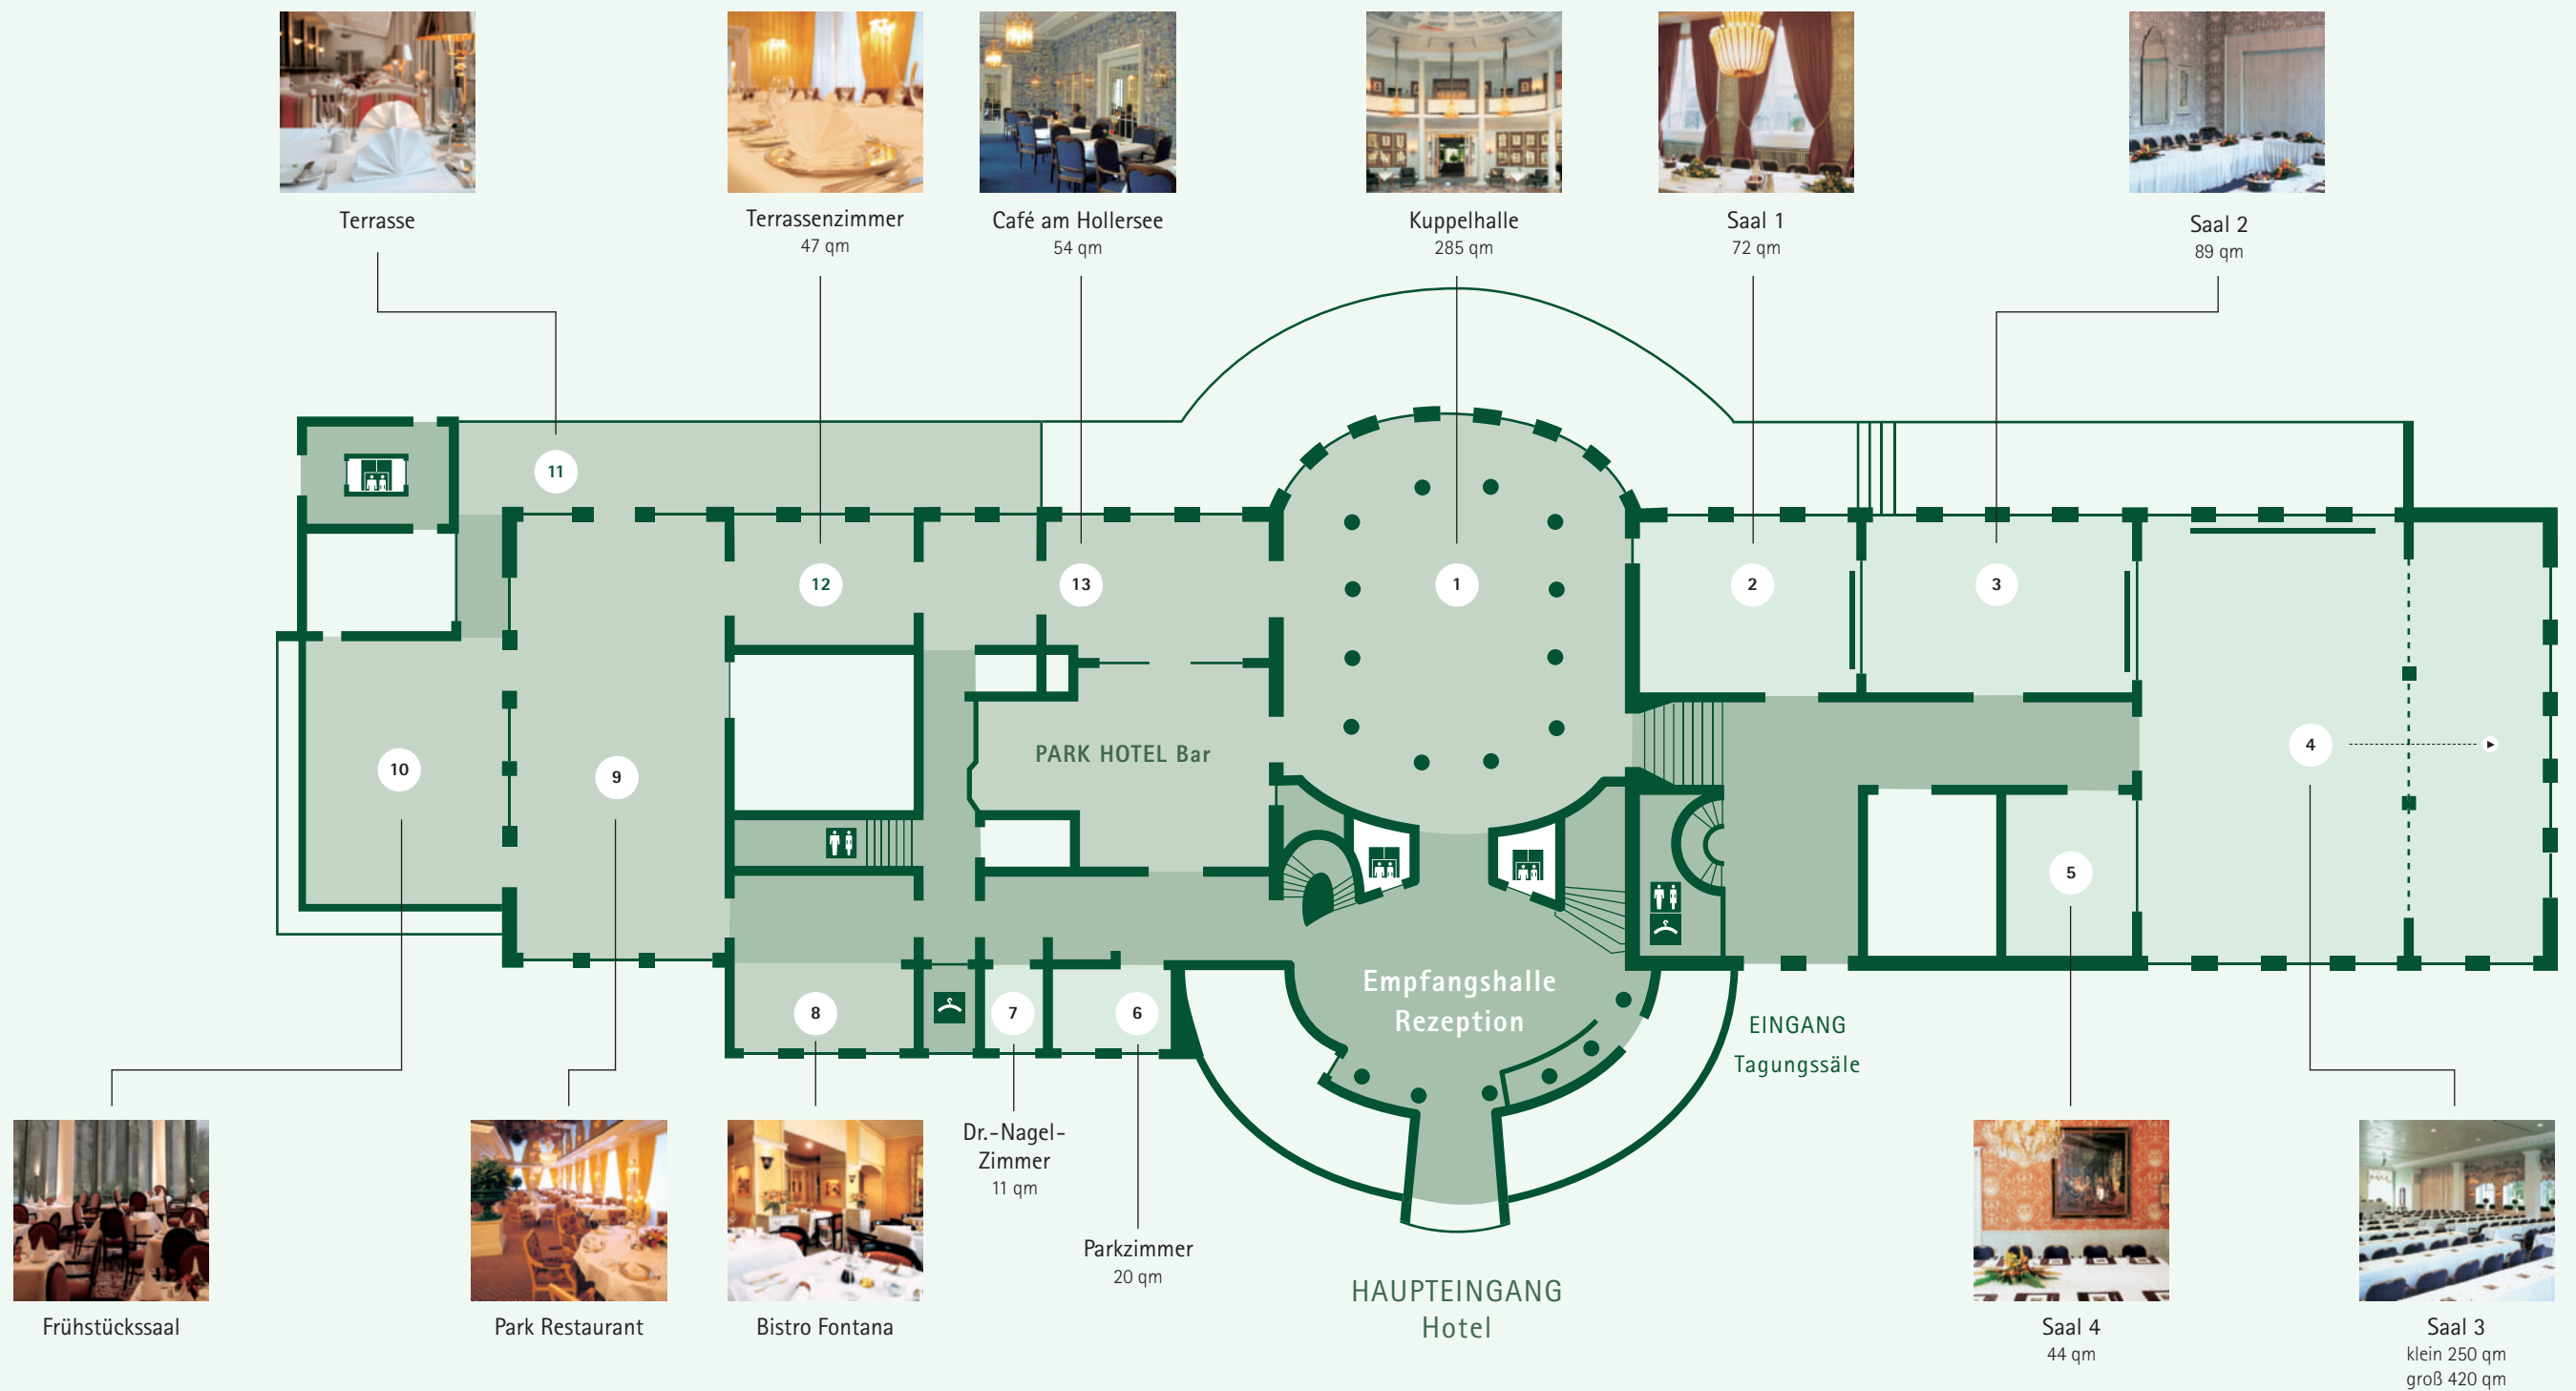 Terrasse
Terrassenzimmer
47 qm
Café am Hollersee
54 qm
Kuppelhalle
285 qm
Saal 1
72 qm
Saal 2
89 qm
11
12
13
1
2
3
4
PARK HOTEL Bar
10
9
5
8
7
6
Empfangshalle
Rezeption
EINGANG
Tagungssäle
Dr.-Nagel-
Zimmer
11 qm
Parkzimmer
20 qm
HAUPTEINGANG
Hotel
Frühstückssaal
Park Restaurant
Bistro Fontana
Saal 4
44 qm
Saal 3
klein 250 qm
groß 420 qm